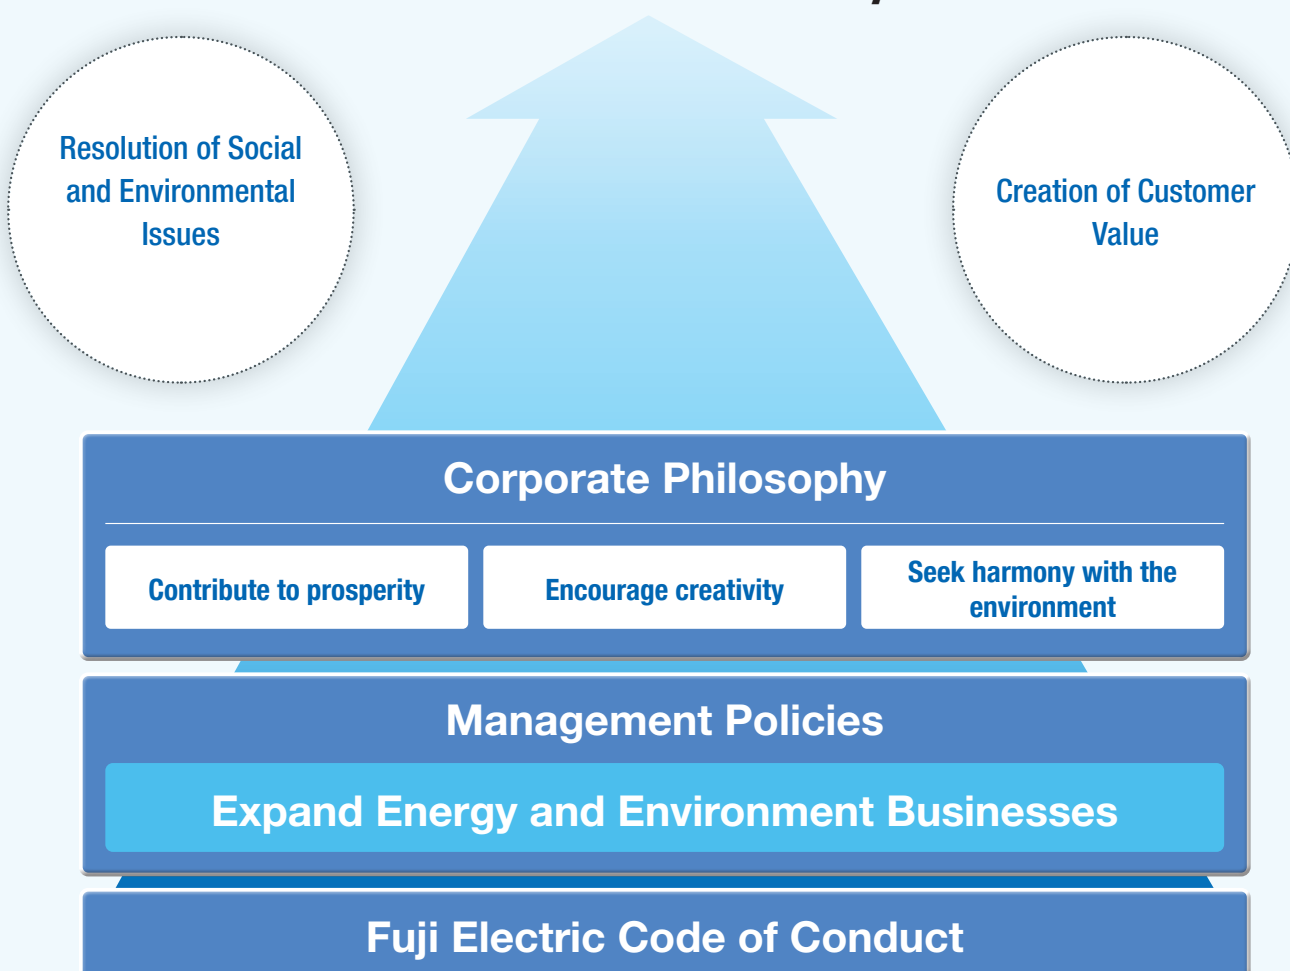 Resolution of Social
and Environmental
Issues
Creation of Customer
Value
Corporate Philosophy
Contribute to prosperity
Encourage creativity
Seek harmony with the
environment
Management Policies
Expand Energy and Environment Businesses
Fuji Electric Code of Conduct